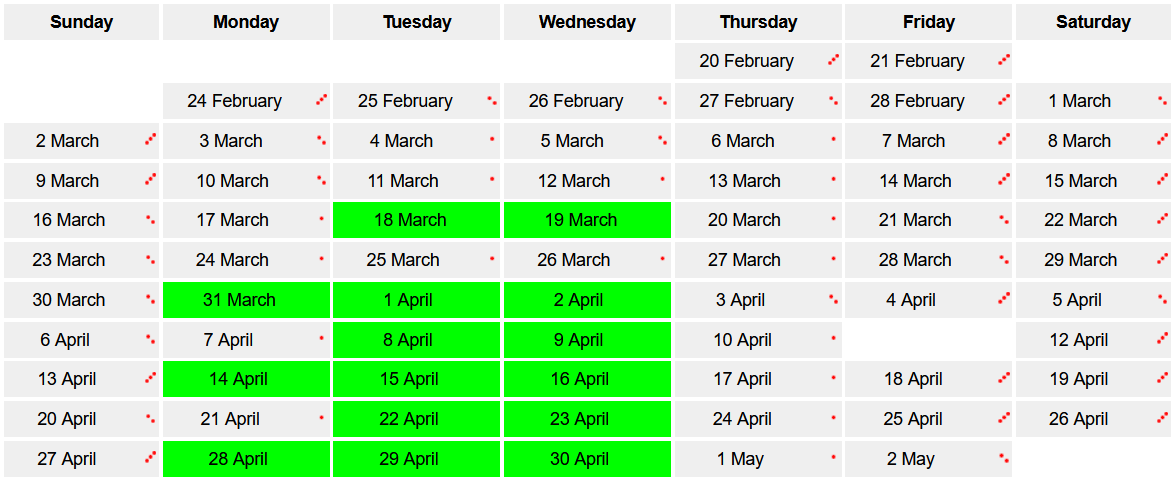 Sunday Monday Tuesday Wednesday Thursday Friday Saturday
20 February 21 February
24 February 25 February 26 February 27 February 28 February 1 March
2 March 3 March 4 March 5 March 6 March 7 March 8 March
9 March 10 March 11 March 12 March 13 March 14 March 15 March
16 March 17 March 18 March 19 March 20 March 21 March 22 March
23 March 24 March 25 March 26 March 27 March 28 March 29 March
30 March 31 March 1 April 2 April 3 April 4 April 5 April
6 April 7 April 8 April 9 April 10 April 12 April
13 April 14 April 15 April 16 April 17 April 18 April 19 April
20 April 21 April 22 April 23 April 24 April 25 April 26 April
27 April 28 April 29 April 30 April 1 May 2 May